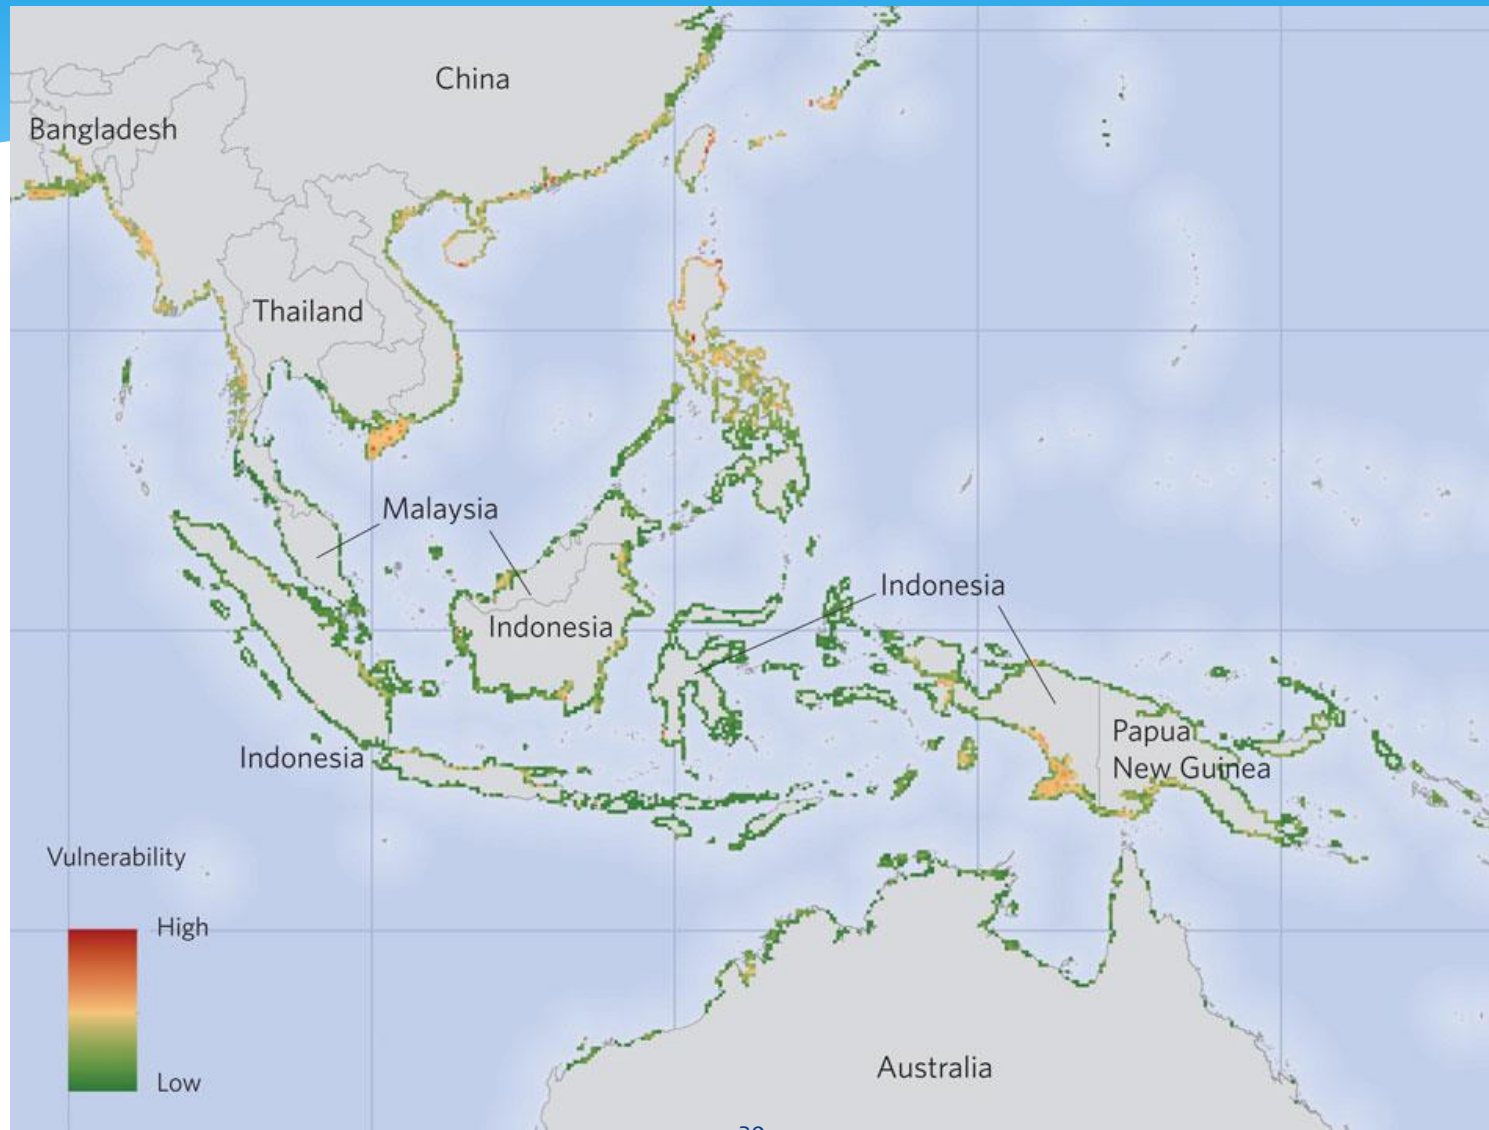 China
Bangladesh
Thailand
Malaysia
Indonesia
Indonesia
Papua
New Guinea
Indonesia
Vulnerability
High
Low
Australia